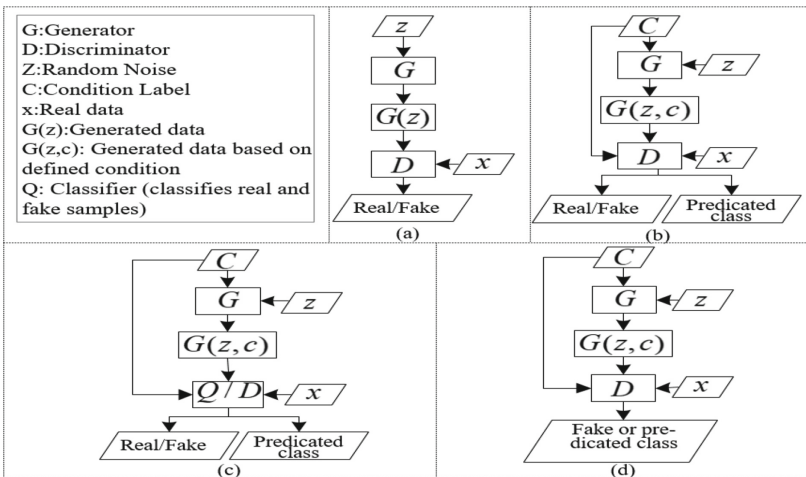 G:Generator
D:Discriminator
Z:Random Noise
C:Condition Label
x:Real data
G(z):Generated data
G(z,c): Generated data based on
defined condition
Q: Classifier (classifies real and
fake samples)
z
G
G(z)
D
x
Real/Fake
(a)
C
G
z
G(z,c)
D
x
Real/Fake
Predicated
class
(b)
C
G
z
G(z,c)
Q/D
x
Real/Fake
Predicated
class
(c)
C
G
z
G(z,c)
D
x
Fake or pre-
dicated class
(d)